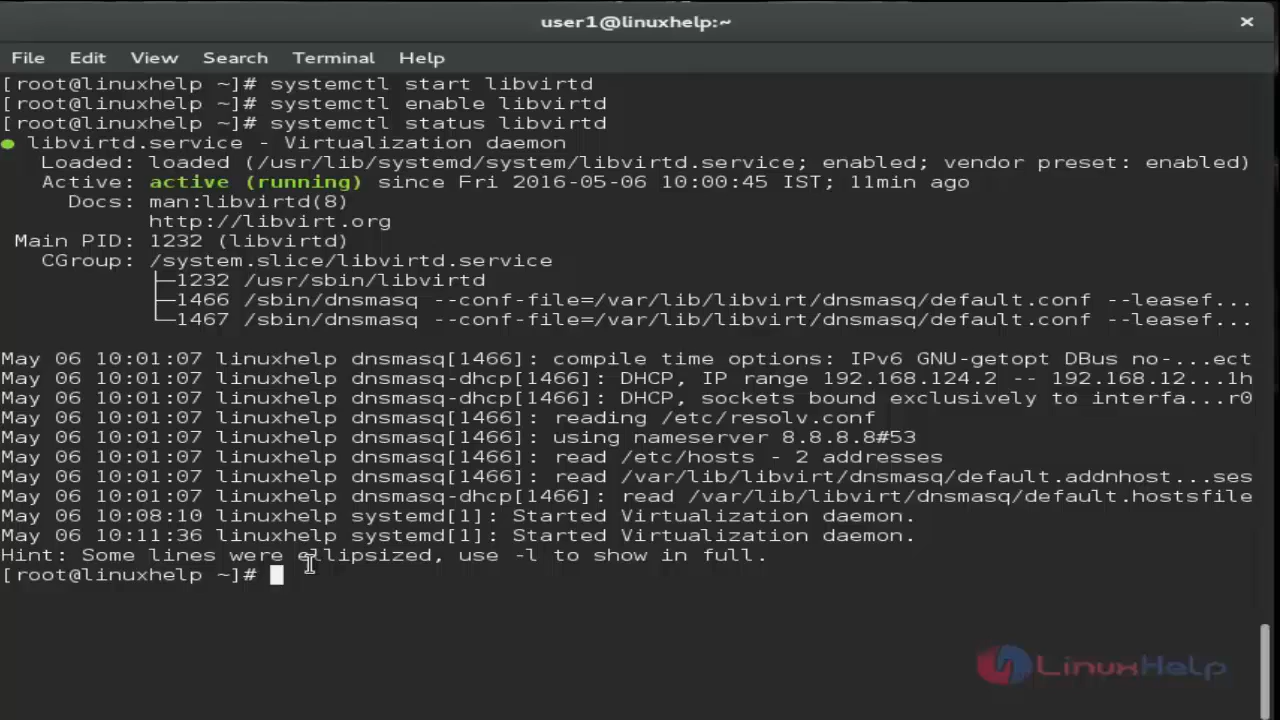 user1@linuxhelp:~
File Edit View Search Terminal Help
[root@linuxhelp ~]# systemctl start libvirtd
[root@linuxhelp ~]# systemctl enable libvirtd
[root@linuxhelp ~]# systemctl status libvirtd
● libvirtd.service - Virtualization daemon
   Loaded: loaded (/usr/lib/systemd/system/libvirtd.service; enabled; vendor preset: enabled)
   Active: active (running) since Fri 2016-05-06 10:00:45 IST; 11min ago
     Docs: man:libvirtd(8)
           http://libvirt.org
 Main PID: 1232 (libvirtd)
   CGroup: /system.slice/libvirtd.service
           ├─1232 /usr/sbin/libvirtd
           ├─1466 /sbin/dnsmasq --conf-file=/var/lib/libvirt/dnsmasq/default.conf --leasef...
           └─1467 /sbin/dnsmasq --conf-file=/var/lib/libvirt/dnsmasq/default.conf --leasef...
May 06 10:01:07 linuxhelp dnsmasq[1466]: compile time options: IPv6 GNU-getopt DBus no-...ect
May 06 10:01:07 linuxhelp dnsmasq-dhcp[1466]: DHCP, IP range 192.168.124.2 -- 192.168.12...1h
May 06 10:01:07 linuxhelp dnsmasq-dhcp[1466]: DHCP, sockets bound exclusively to interfa...r0
May 06 10:01:07 linuxhelp dnsmasq[1466]: reading /etc/resolv.conf
May 06 10:01:07 linuxhelp dnsmasq[1466]: using nameserver 8.8.8.8#53
May 06 10:01:07 linuxhelp dnsmasq[1466]: read /etc/hosts - 2 addresses
May 06 10:01:07 linuxhelp dnsmasq[1466]: read /var/lib/libvirt/dnsmasq/default.addnhost...ses
May 06 10:01:07 linuxhelp dnsmasq-dhcp[1466]: read /var/lib/libvirt/dnsmasq/default.hostsfile
May 06 10:08:10 linuxhelp systemd[1]: Started Virtualization daemon.
May 06 10:11:36 linuxhelp systemd[1]: Started Virtualization daemon.
Hint: Some lines were ellipsized, use -l to show in full.
[root@linuxhelp ~]#
LinuxHelp